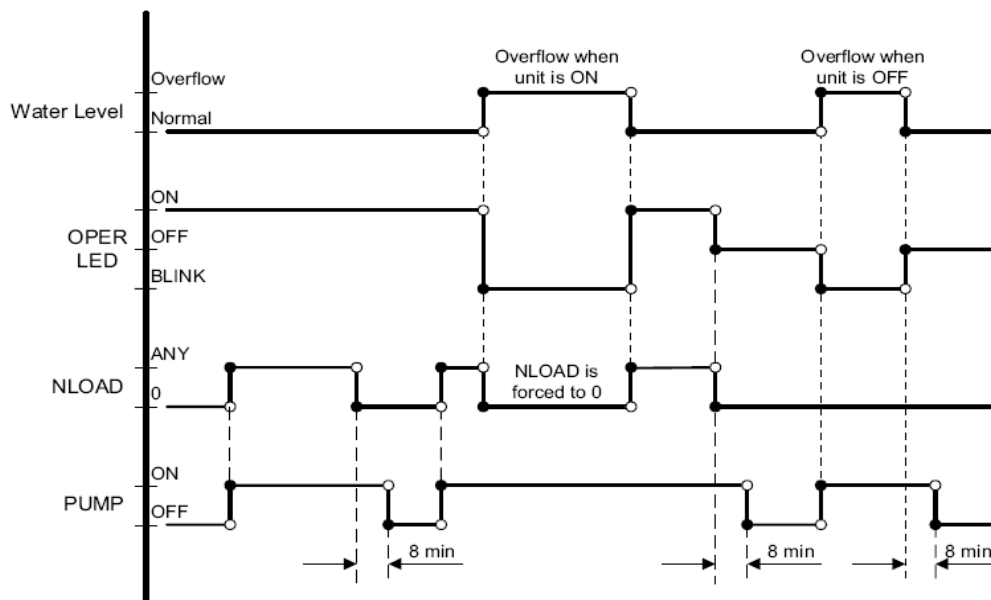 Overflow when
unit is ON
Overflow when
unit is OFF
Overflow
Water Level
Normal
ON
OPER
LED
OFF
BLINK
ANY
NLOAD
0
NLOAD is
forced to 0
ON
PUMP
OFF
8 min
8 min
8 min